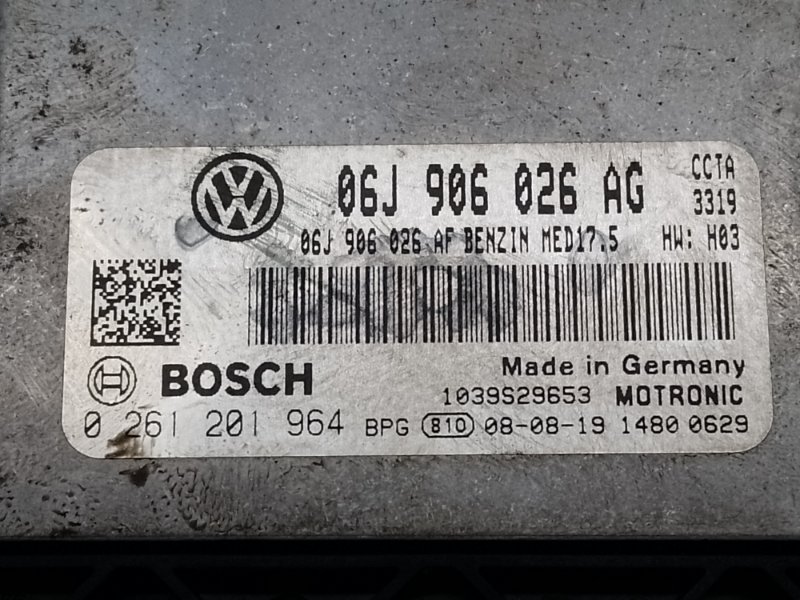 06J 906 026 AG CCTA
3319
06J 906 026 AF BENZIN MED17.5 HW: H03
BOSCH Made in Germany
1039S29653 MOTRONIC
0 261 201 964 BPG 810 08-08-19 1480 0629